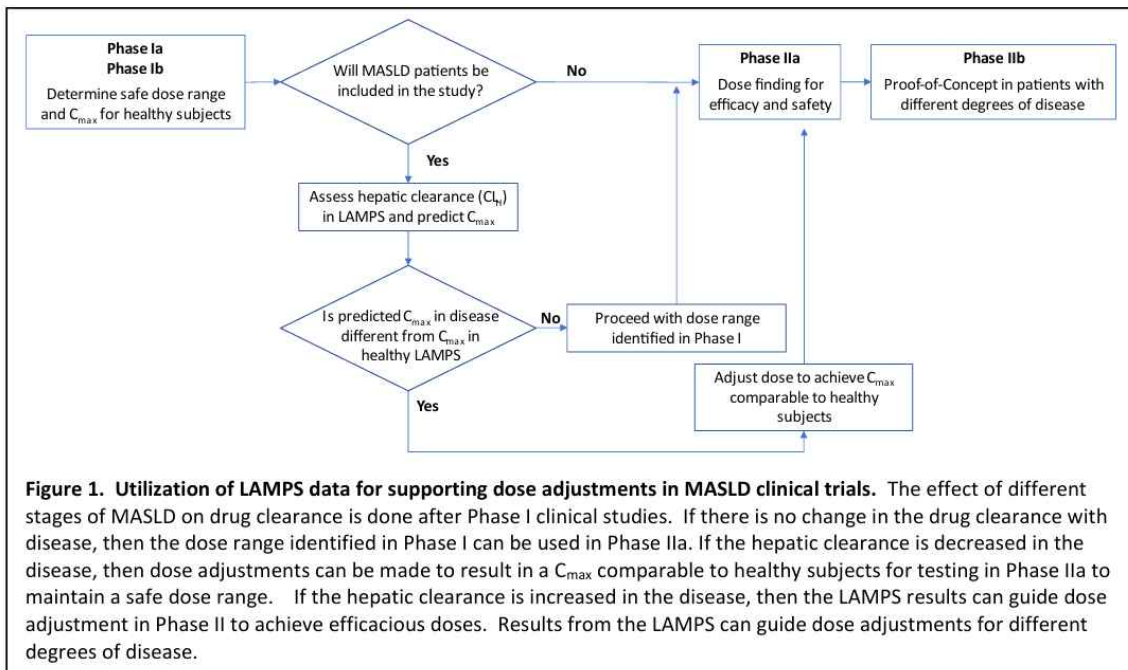 Phase Ia
Phase Ib
Determine safe dose range
and Cmax for healthy subjects
Will MASLD patients be
included in the study?
No
Phase IIa
Dose finding for
efficacy and safety
Phase IIb
Proof-of-Concept in patients with
different degrees of disease
Yes
Assess hepatic clearance (CLH)
in LAMPS and predict Cmax
Is predicted Cmax in disease
different from Cmax in
healthy LAMPS
No
Proceed with dose range
identified in Phase I
Yes
Adjust dose to achieve Cmax
comparable to healthy
subjects
Figure 1. Utilization of LAMPS data for supporting dose adjustments in MASLD clinical trials. The effect of different
stages of MASLD on drug clearance is done after Phase I clinical studies. If there is no change in the drug clearance with
disease, then the dose range identified in Phase I can be used in Phase IIa. If the hepatic clearance is decreased in the
disease, then dose adjustments can be made to result in a Cmax comparable to healthy subjects for testing in Phase IIa to
maintain a safe dose range. If the hepatic clearance is increased in the disease, then the LAMPS results can guide dose
adjustment in Phase II to achieve efficacious doses. Results from the LAMPS can guide dose adjustments for different
degrees of disease.